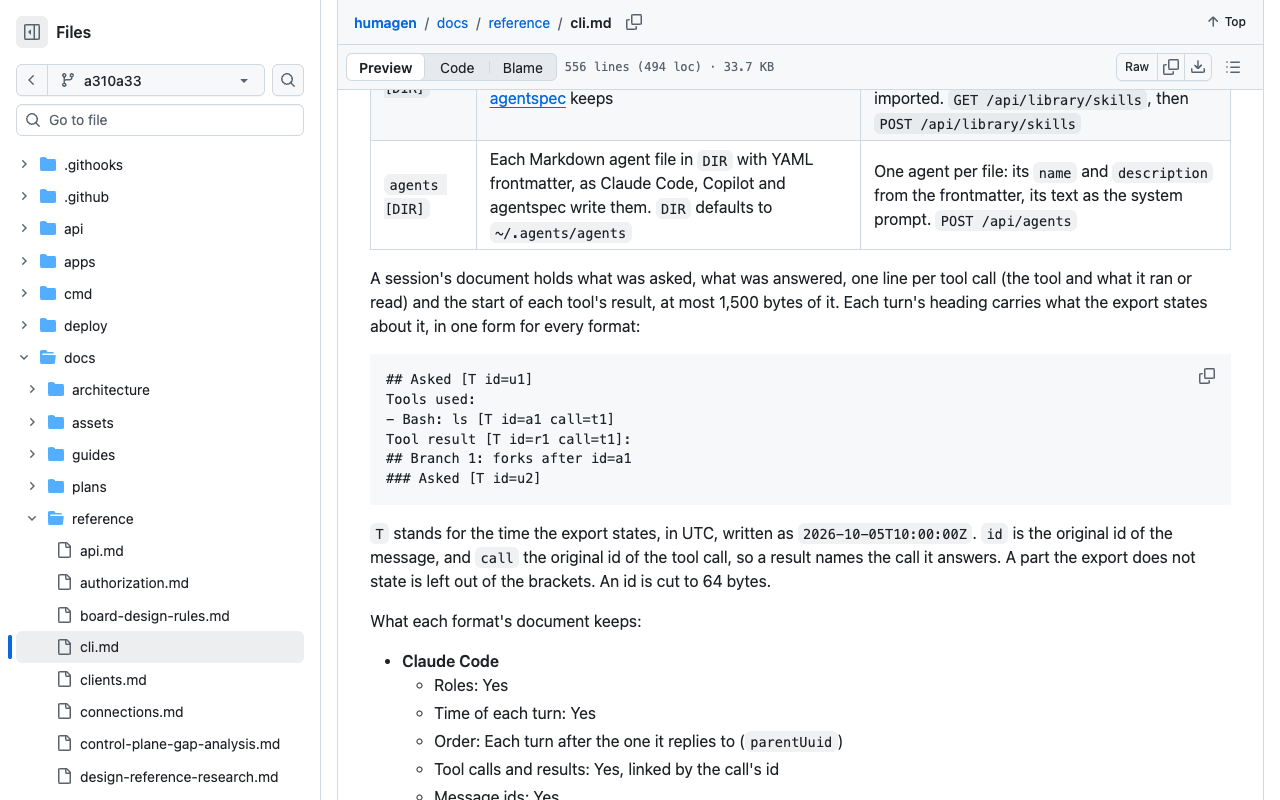 Files
humagen / docs / reference / cli.md
Top
a310a33
Preview
Code
Blame
556 lines (494 loc) · 33.7 KB
Raw
Go to file
.githooks
.github
api
apps
cmd
deploy
docs
architecture
assets
guides
plans
reference
api.md
authorization.md
board-design-rules.md
cli.md
clients.md
connections.md
control-plane-gap-analysis.md
design-reference-research.md
[DIR]
agentspec keeps
imported. GET /api/library/skills, then
POST /api/library/skills
agents
[DIR]
Each Markdown agent file in DIR with YAML
frontmatter, as Claude Code, Copilot and
agentspec write them. DIR defaults to
~/.agents/agents
One agent per file: its name and description
from the frontmatter, its text as the system
prompt. POST /api/agents
A session's document holds what was asked, what was answered, one line per tool call (the tool and what it ran or
read) and the start of each tool's result, at most 1,500 bytes of it. Each turn's heading carries what the export states
about it, in one form for every format:
## Asked [T id=u1]
Tools used:
- Bash: ls [T id=a1 call=t1]
Tool result [T id=r1 call=t1]:
## Branch 1: forks after id=a1
### Asked [T id=u2]
T stands for the time the export states, in UTC, written as 2026-10-05T10:00:00Z. id is the original id of the
message, and call the original id of the tool call, so a result names the call it answers. A part the export does not
state is left out of the brackets. An id is cut to 64 bytes.
What each format's document keeps:
• Claude Code
◦ Roles: Yes
◦ Time of each turn: Yes
◦ Order: Each turn after the one it replies to (parentUuid)
◦ Tool calls and results: Yes, linked by the call's id
◦ Message ids: Yes